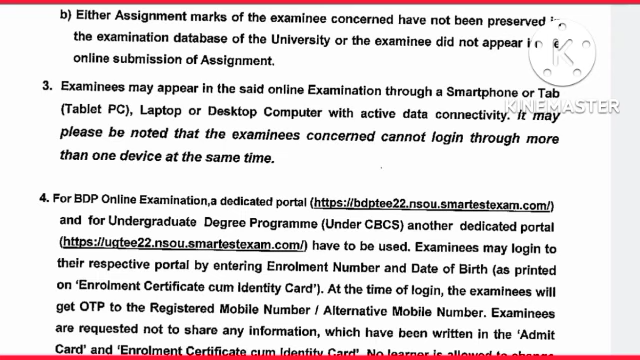 b) Either Assignment marks of the examinee concerned have not been preserved in
the examination database of the University or the examinee did not appear in
online submission of Assignment.
3. Examinees may appear in the said online Examination through a Smartphone or Tab
(Tablet PC), Laptop or Desktop Computer with active data connectivity. It may
please be noted that the examinees concerned cannot login through more
than one device at the same time.
4. For BDP Online Examination,a dedicated portal (https://bdptee22.nsou.smartestexam.com/)
and for Undergraduate Degree Programme (Under CBCS) another dedicated portal
(https://ugtee22.nsou.smartestexam.com/) have to be used. Examinees may login to
their respective portal by entering Enrolment Number and Date of Birth (as printed
on 'Enrolment Certificate cum Identity Card'). At the time of login, the examinees will
get OTP to the Registered Mobile Number / Alternative Mobile Number. Examinees
are requested not to share any information, which have been written in the 'Admit
Card' and 'Enrolment Certificate cum Identity Card'. No learner is allowed to change
K
KINEMASTER